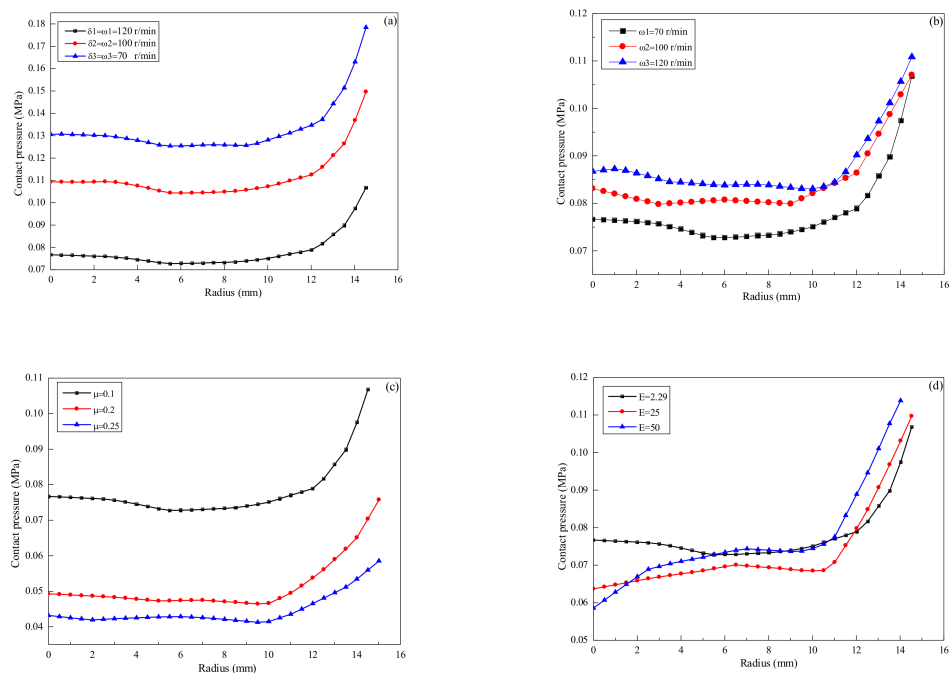 (a)
δ1=ω1=120 r/min
δ2=ω2=100 r/min
δ3=ω3=70 r/min
Contact pressure (MPa)
0.18
0.17
0.16
0.15
0.14
0.13
0.12
0.11
0.10
0.09
0.08
0.07
0 2 4 6 8 10 12 14 16
Radius (mm)
(b)
ω1=70 r/min
ω2=100 r/min
ω3=120 r/min
Contact pressure (MPa)
0.12
0.11
0.10
0.09
0.08
0.07
0 2 4 6 8 10 12 14 16
Radius (mm)
(c)
μ=0.1
μ=0.2
μ=0.25
Contact pressure (MPa)
0.11
0.10
0.09
0.08
0.07
0.06
0.05
0.04
0 2 4 6 8 10 12 14 16
Radius (mm)
(d)
E=2.29
E=25
E=50
Contact pressure (MPa)
0.12
0.11
0.10
0.09
0.08
0.07
0.06
0.05
0 2 4 6 8 10 12 14 16
Radius (mm)